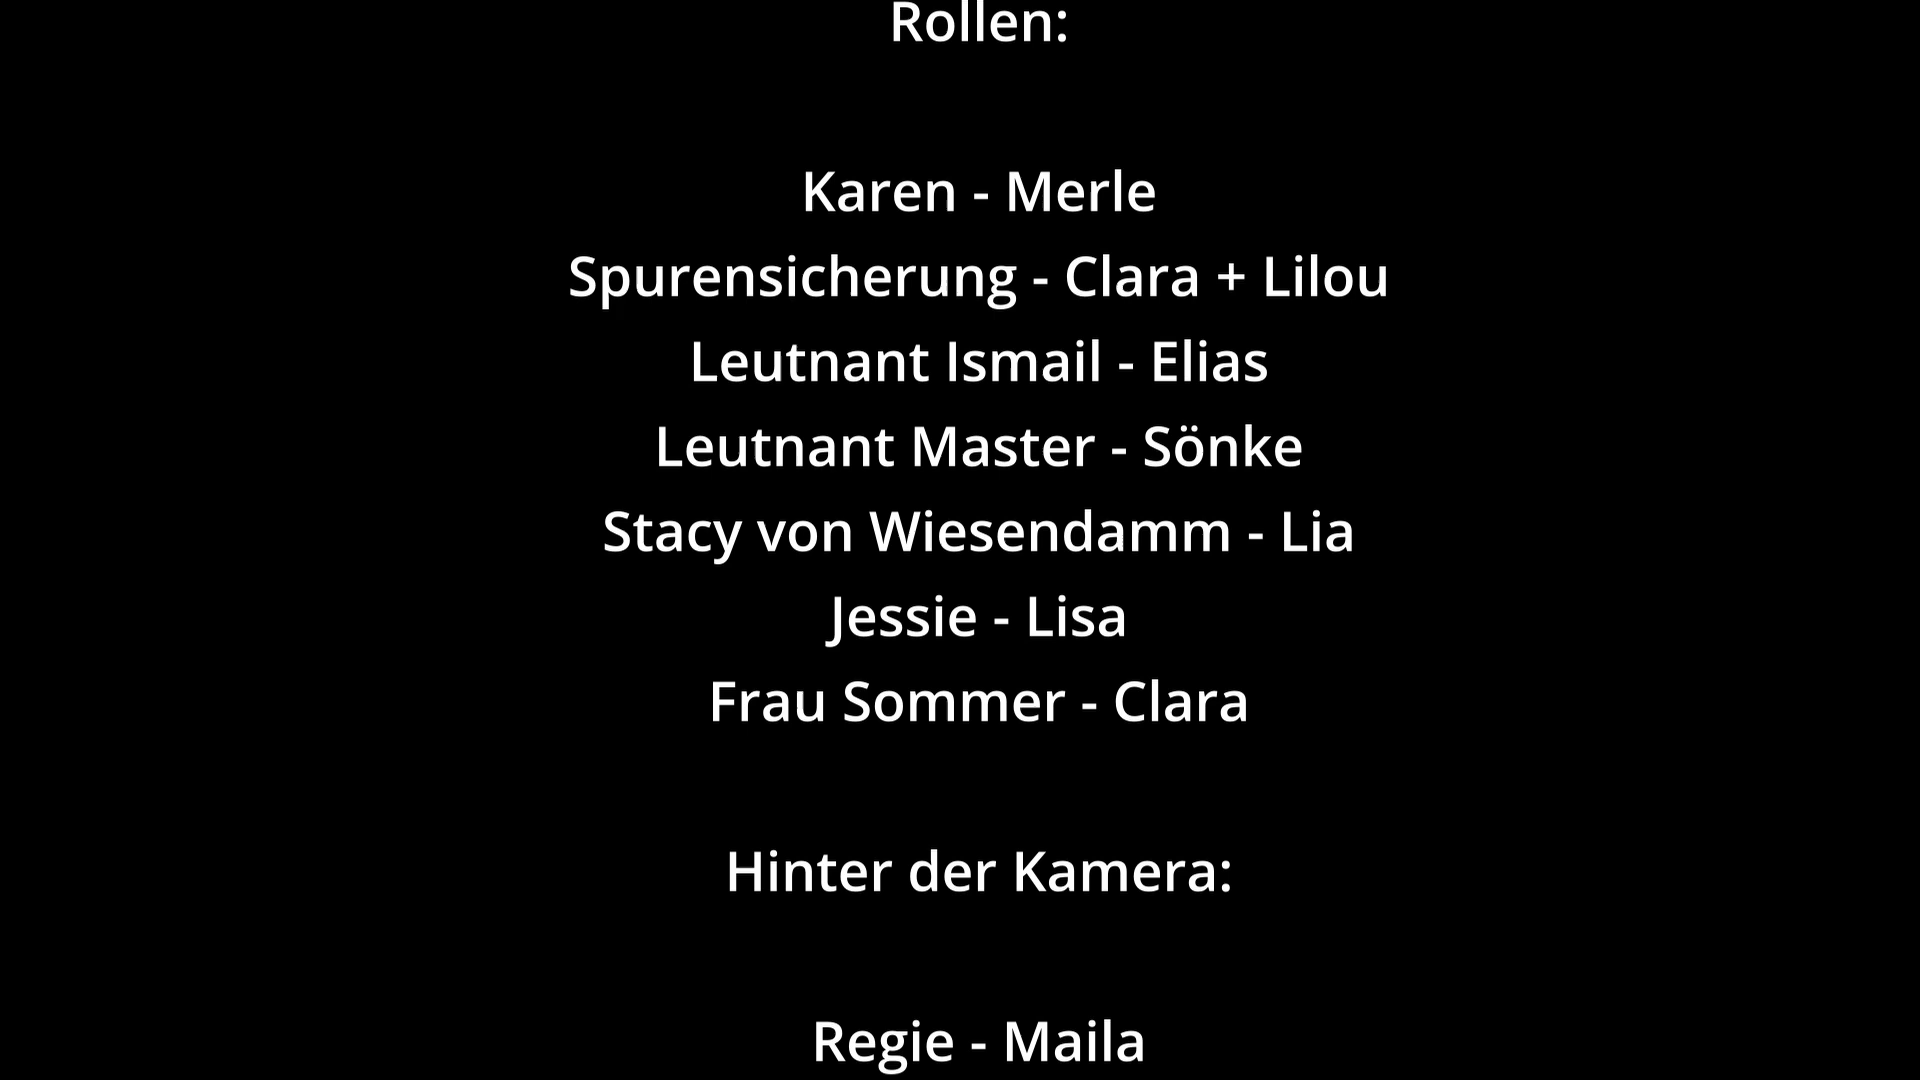 Rollen:
Karen - Merle
Spurensicherung - Clara + Lilou
Leutnant Ismail - Elias
Leutnant Master - Sönke
Stacy von Wiesendamm - Lia
Jessie - Lisa
Frau Sommer - Clara
Hinter der Kamera:
Regie - Maila